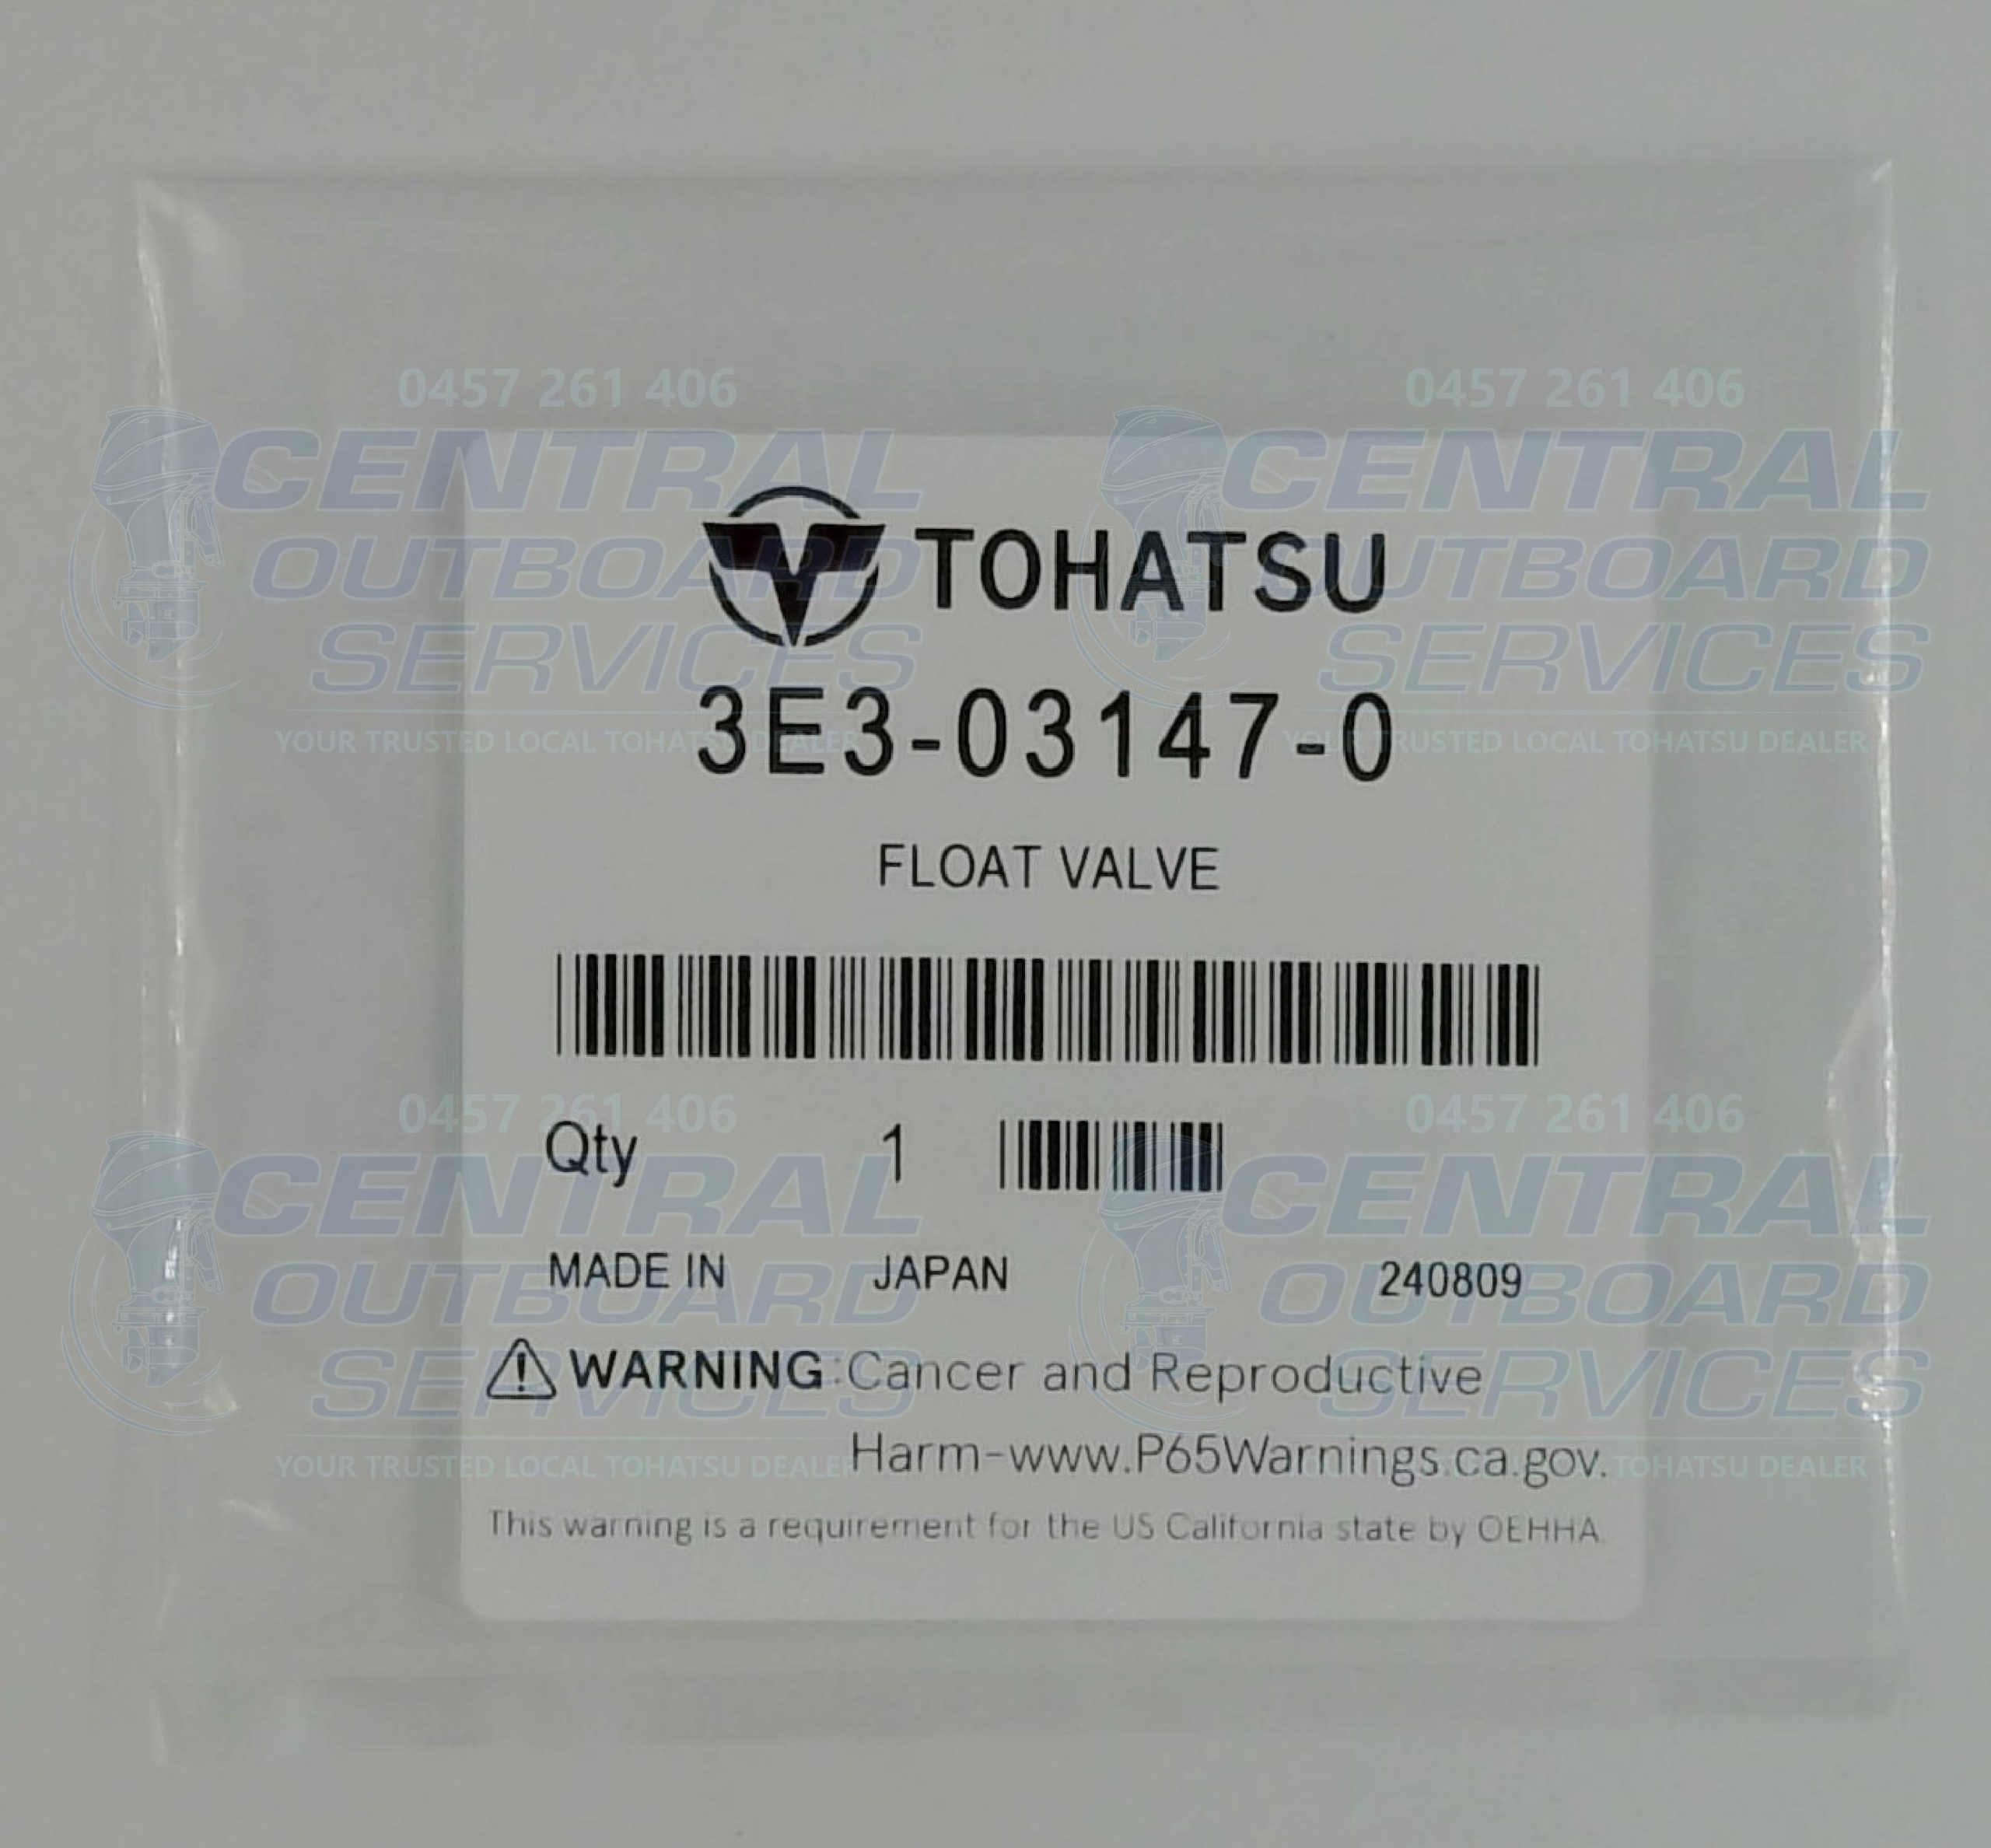 0457 261 406 0457 261 406
CENTRAL CENTRAL
OUTBOARD OUTBOARD
SERVICES SERVICES
YOUR TRUSTED LOCAL TOHATSU DEALER YOUR TRUSTED LOCAL TOHATSU DEALER
TOHATSU
3E3-03147-0
FLOAT VALVE
0457 261 406 0457 261 406
Qty 1
CENTRAL CENTRAL
OUTBOARD OUTBOARD
SERVICES SERVICES
YOUR TRUSTED LOCAL TOHATSU DEALER TOHATSU DEALER
MADE IN JAPAN 240809
WARNING:Cancer and Reproductive
Harm-www.P65Warnings.ca.gov.
This warning is a requirement for the US California state by OEHHA.